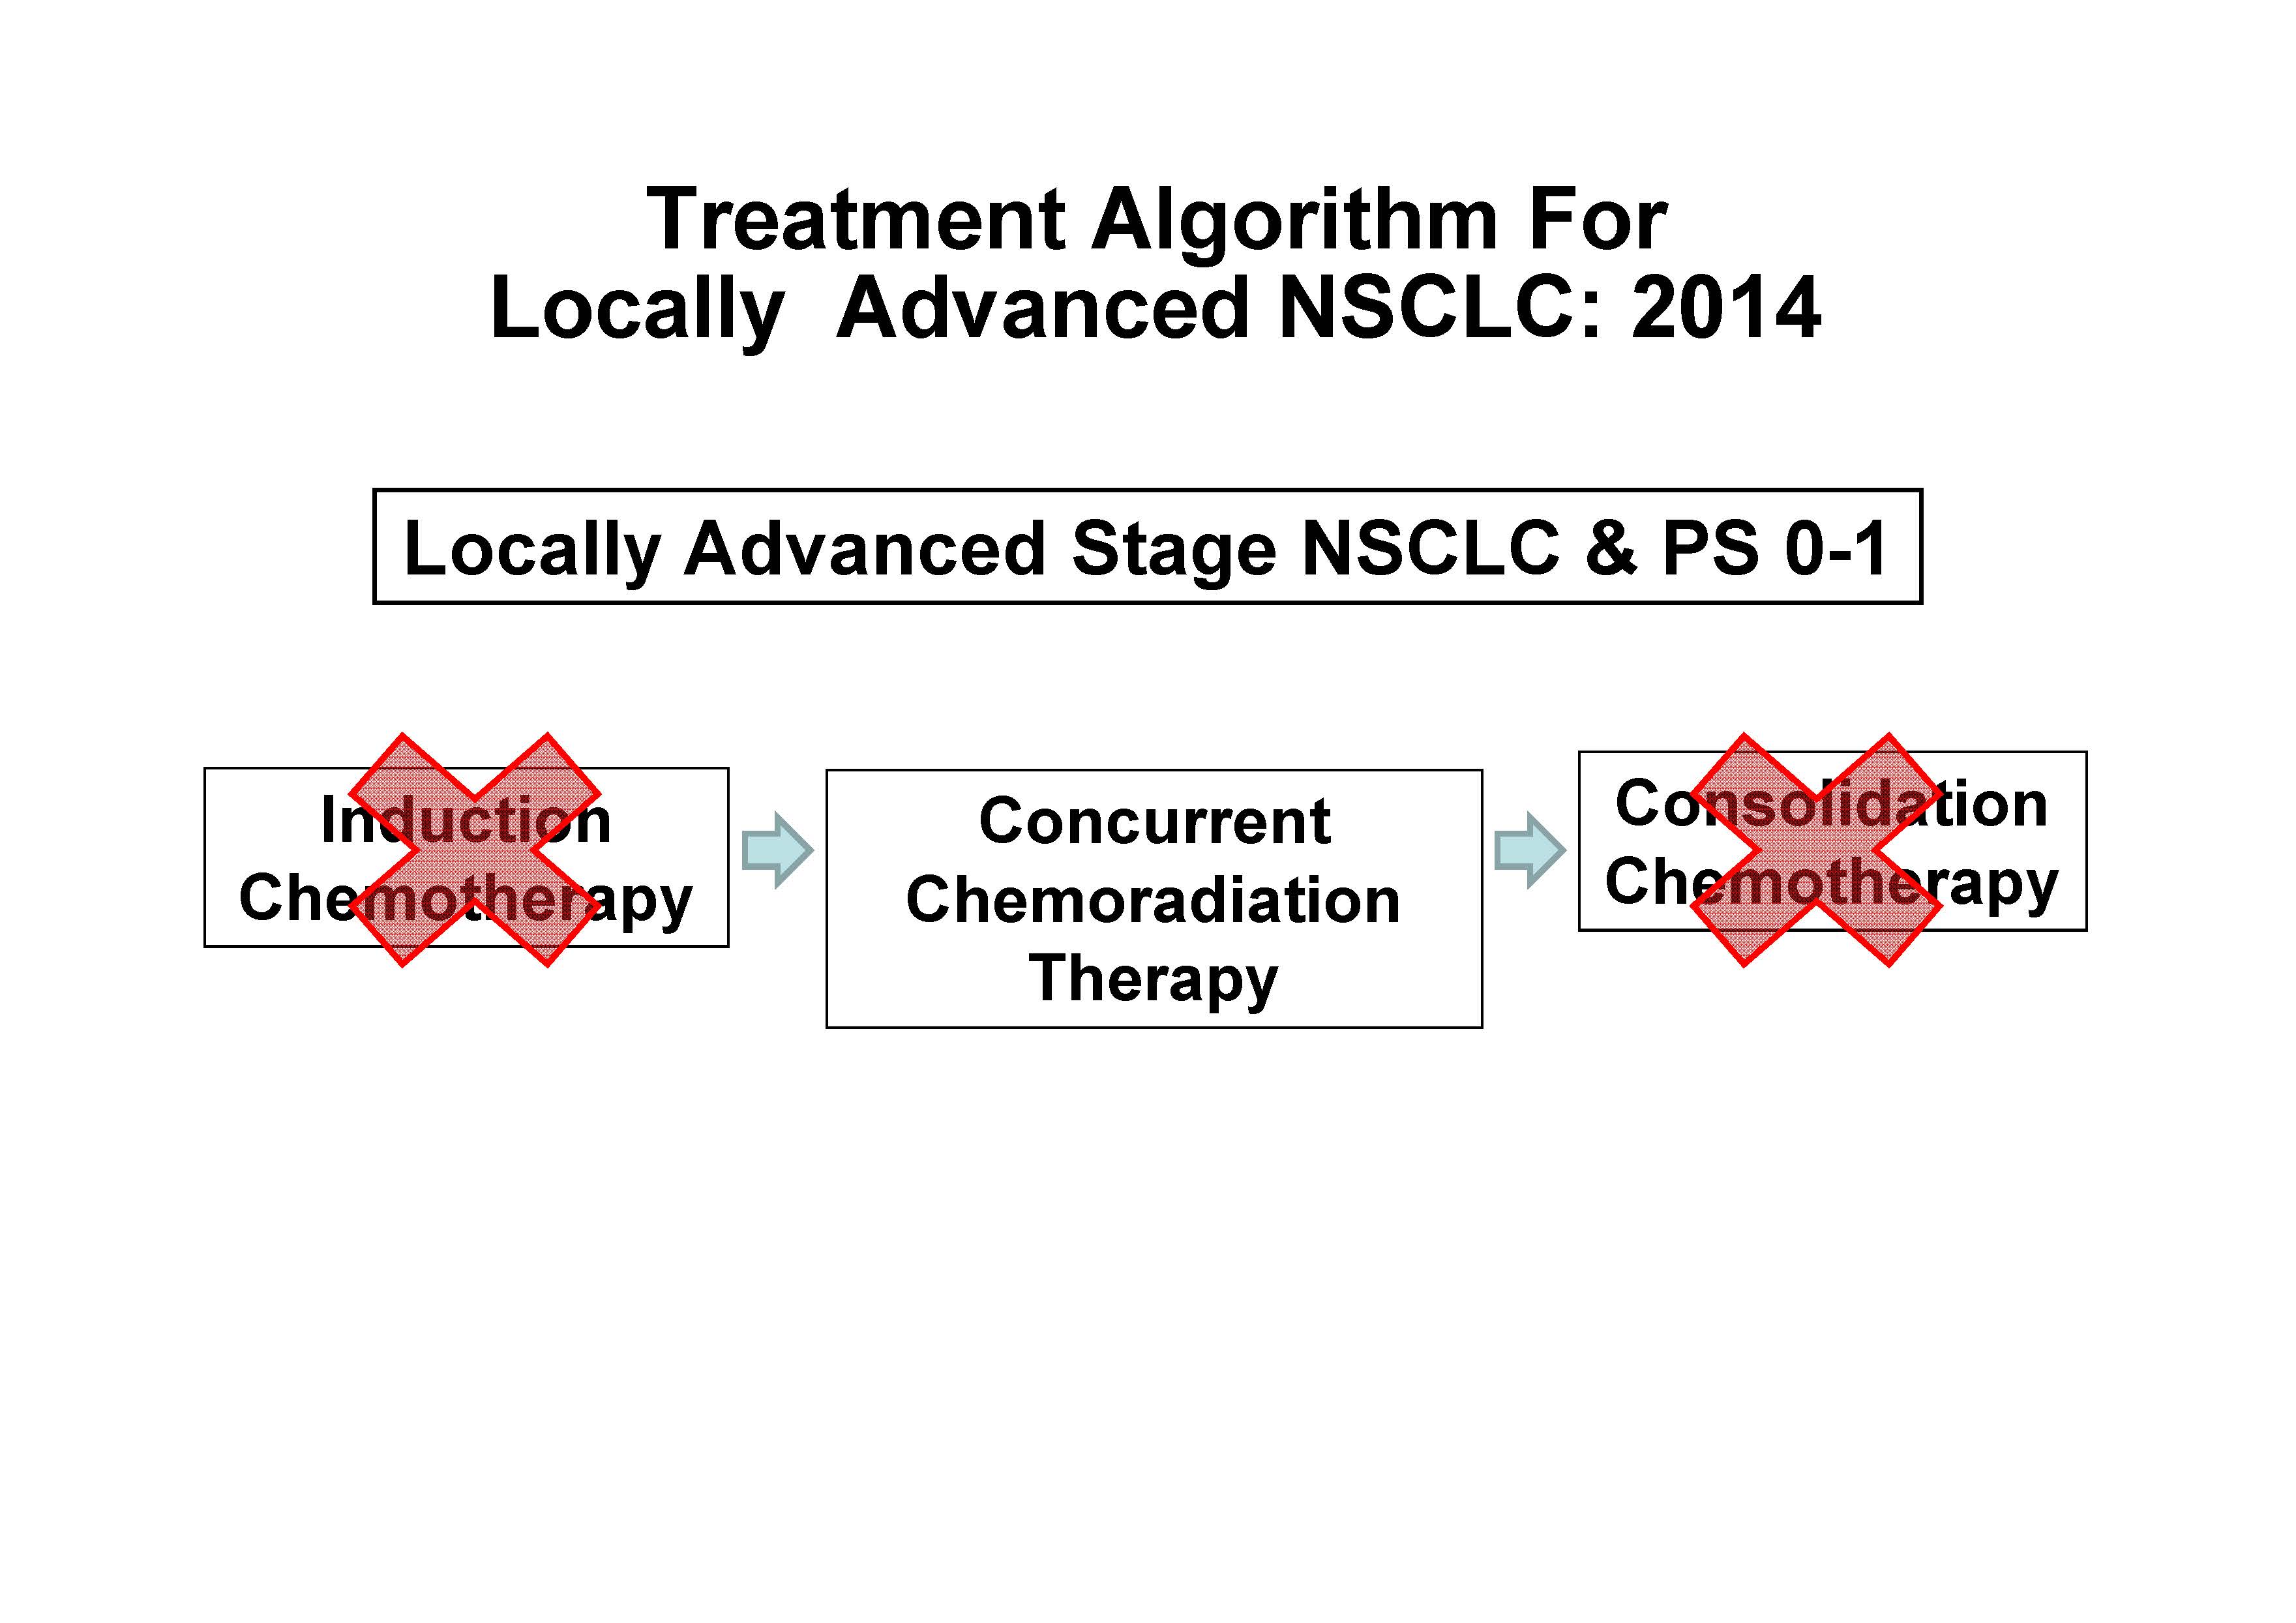 Treatment Algorithm For
Locally Advanced NSCLC: 2014
Locally Advanced Stage NSCLC & PS 0-1
Induction
Chemotherapy
Concurrent
Chemoradiation
Therapy
Consolidation
Chemotherapy